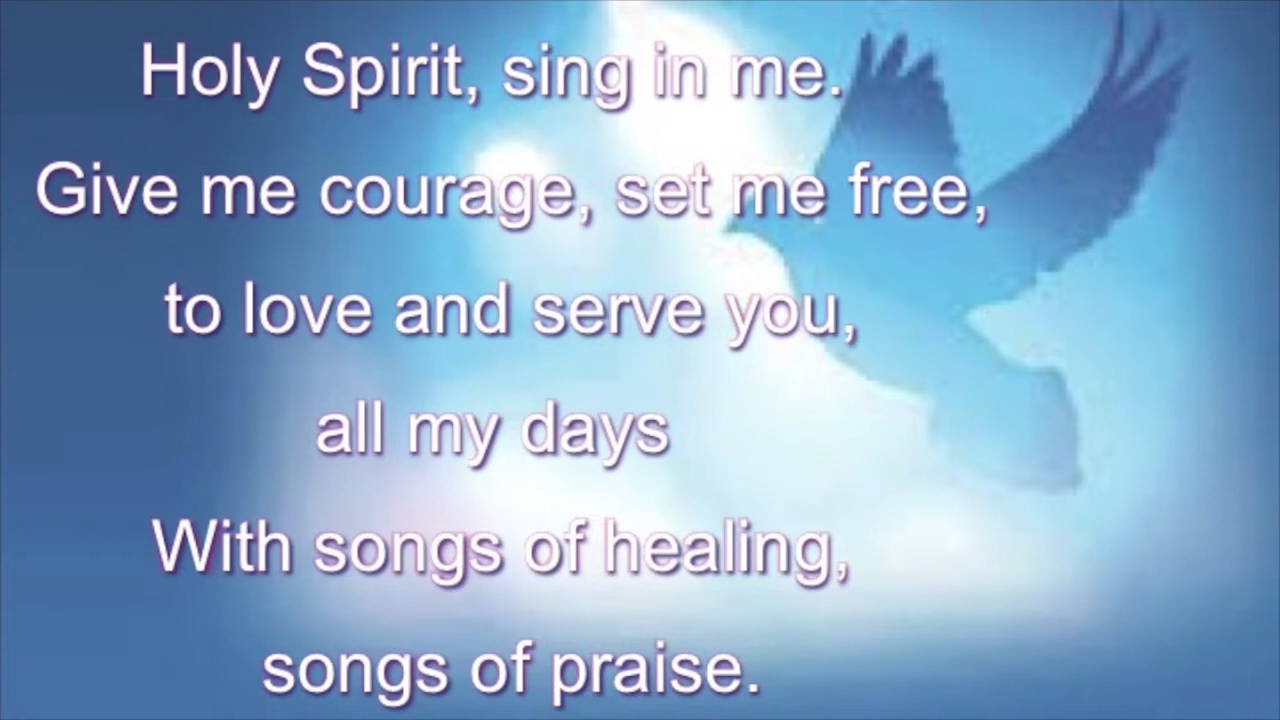 Holy Spirit, sing in me.
Give me courage, set me free,
to love and serve you,
all my days
With songs of healing,
songs of praise.